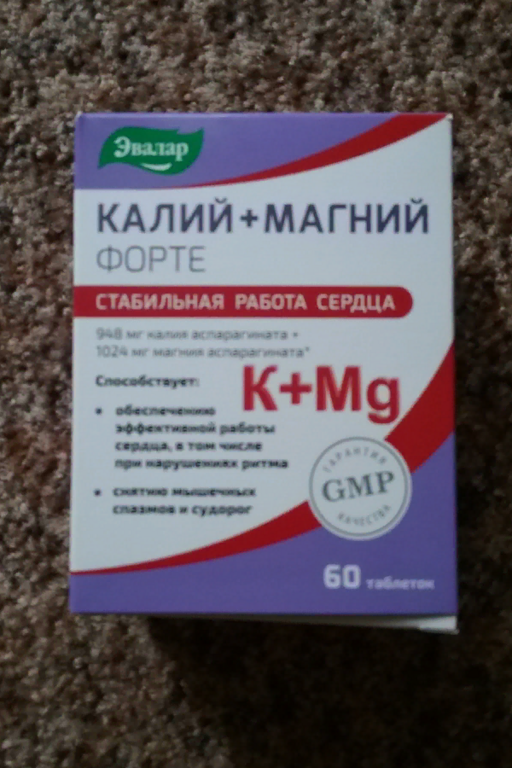 Эвалар
КАЛИЙ+МАГНИЙ
ФОРТЕ
СТАБИЛЬНАЯ РАБОТА СЕРДЦА
948 мг калия аспарагината +
1024 мг магния аспарагината*
Способствует:
K+Mg
• обеспечению
эффективной работы
сердца, в том числе
при нарушениях ритма
• снятию мышечных
спазмов и судорог
ГАРАНТИЯ
GMP
КАЧЕСТВА
60 таблеток